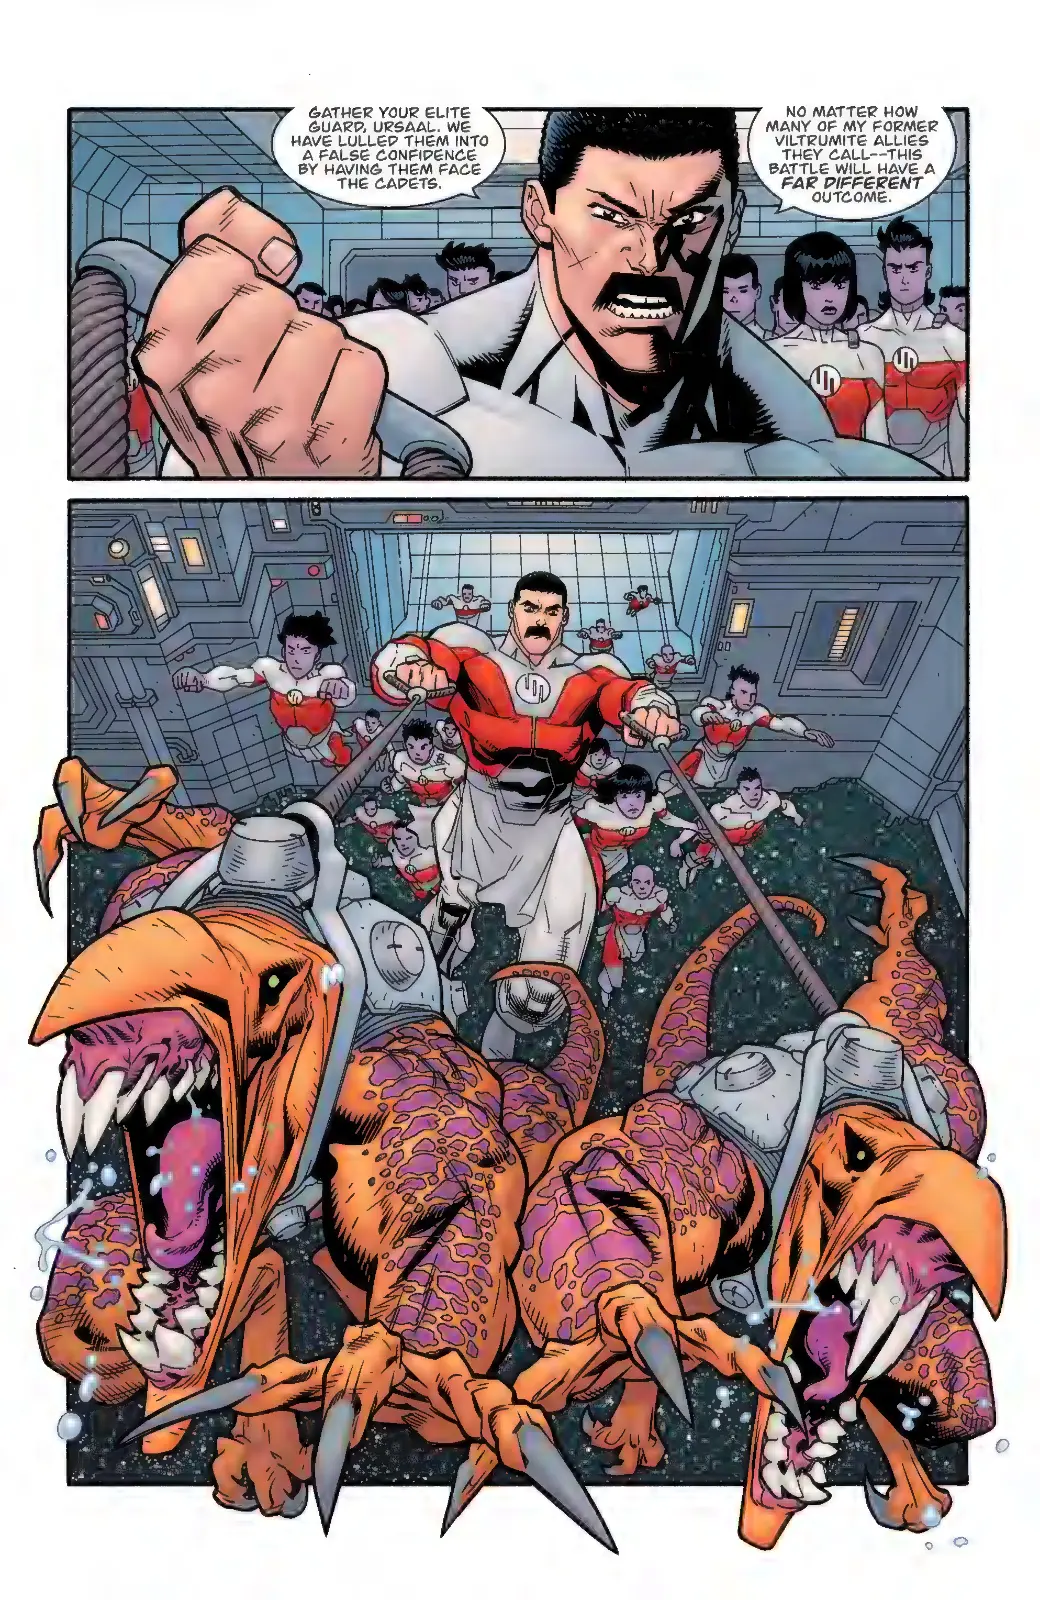 GATHER YOUR ELITE
GUARD, URSAAL. WE
HAVE LULLED THEM INTO
A FALSE CONFIDENCE
BY HAVING THEM FACE
THE CADETS.
NO MATTER HOW
MANY OF MY FORMER
VILTRUMITE ALLIES
THEY CALL--THIS
BATTLE WILL HAVE A
FAR DIFFERENT
OUTCOME.